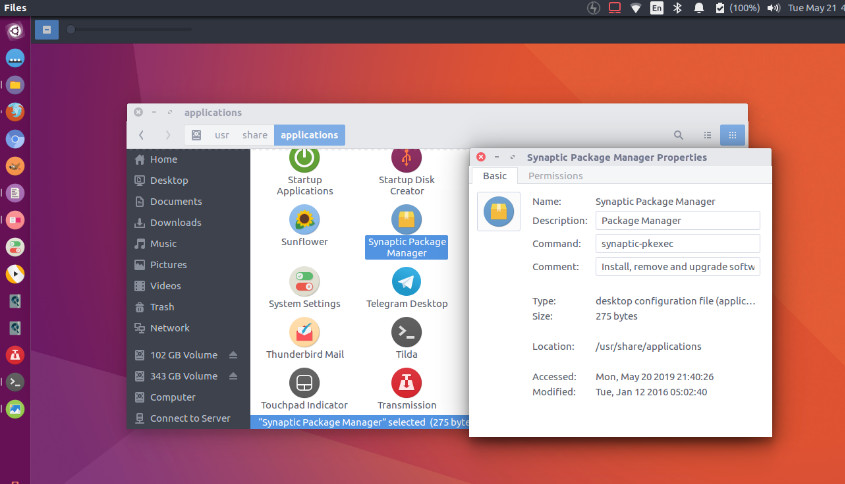 Files
En
(100%)
Tue May 21 4
applications
usr
share
applications
Home
Desktop
Documents
Downloads
Music
Pictures
Videos
Trash
Network
102 GB Volume
343 GB Volume
Computer
Connect to Server
Startup
Applications
Startup Disk
Creator
Sunflower
Synaptic Package
Manager
System Settings
Telegram Desktop
Thunderbird Mail
Tilda
Touchpad Indicator
Transmission
"Synaptic Package Manager" selected (275 byte
Synaptic Package Manager Properties
Basic
Permissions
Name: Synaptic Package Manager
Description: Package Manager
Command: synaptic-pkexec
Comment: Install, remove and upgrade softw
Type: desktop configuration file (applic...
Size: 275 bytes
Location: /usr/share/applications
Accessed: Mon, May 20 2019 21:40:26
Modified: Tue, Jan 12 2016 05:02:40